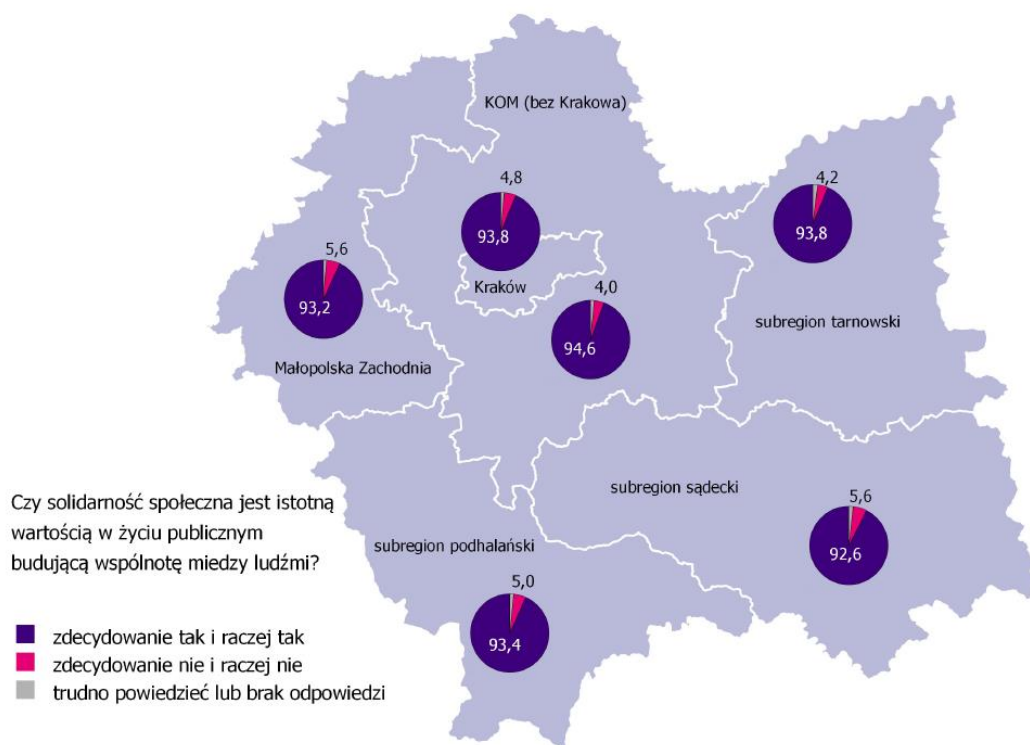 KOM (bez Krakowa)
4,8
93,8
4,2
93,8
5,6
93,2
Kraków
4,0
94,6
subregion tarnowski
Małopolska Zachodnia
subregion sądecki
5,6
92,6
Czy solidarność społeczna jest istotną
wartością w życiu publicznym
budującą wspólnotę miedzy ludźmi?
subregion podhalański
5,0
93,4
zdecydowanie tak i raczej tak
zdecydowanie nie i raczej nie
trudno powiedzieć lub brak odpowiedzi